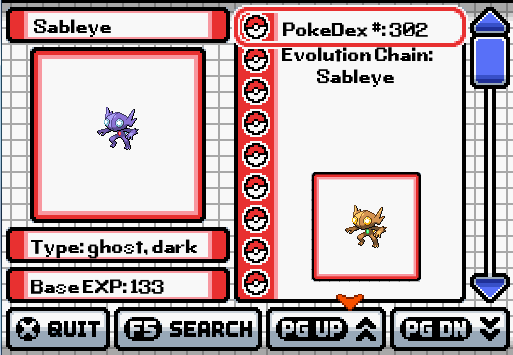 Sableye
PokeDex #:302
Evolution Chain:
Sableye
Type: ghost, dark
Base EXP: 133
X QUIT
F5 SEARCH
PG UP
PG DN